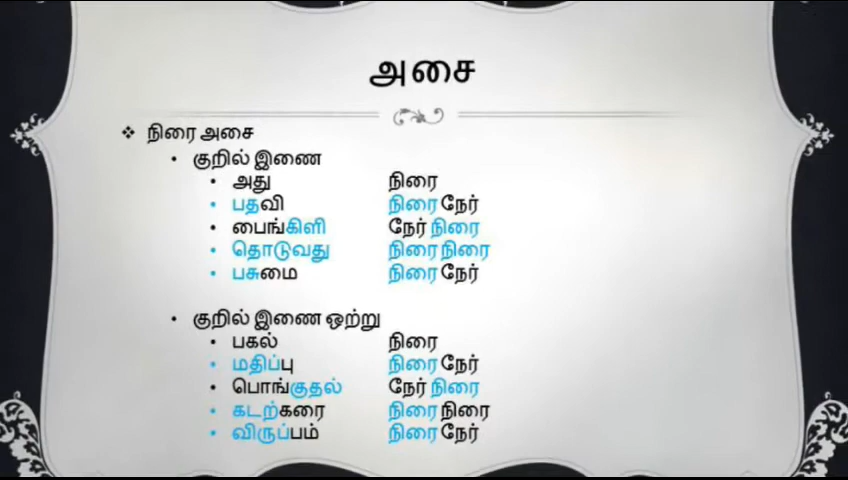 அசை
❖ நிரை அசை
• குறில் இணை
• அது நிரை
• பதவி நிரை நேர்
• பைங்கிளி நேர் நிரை
• தொடுவது நிரை நிரை
• பசுமை நிரை நேர்
• குறில் இணை ஒற்று
• பகல் நிரை
• மதிப்பு நிரை நேர்
• பொங்குதல் நேர் நிரை
• கடற்கரை நிரை நிரை
• விருப்பம் நிரை நேர்